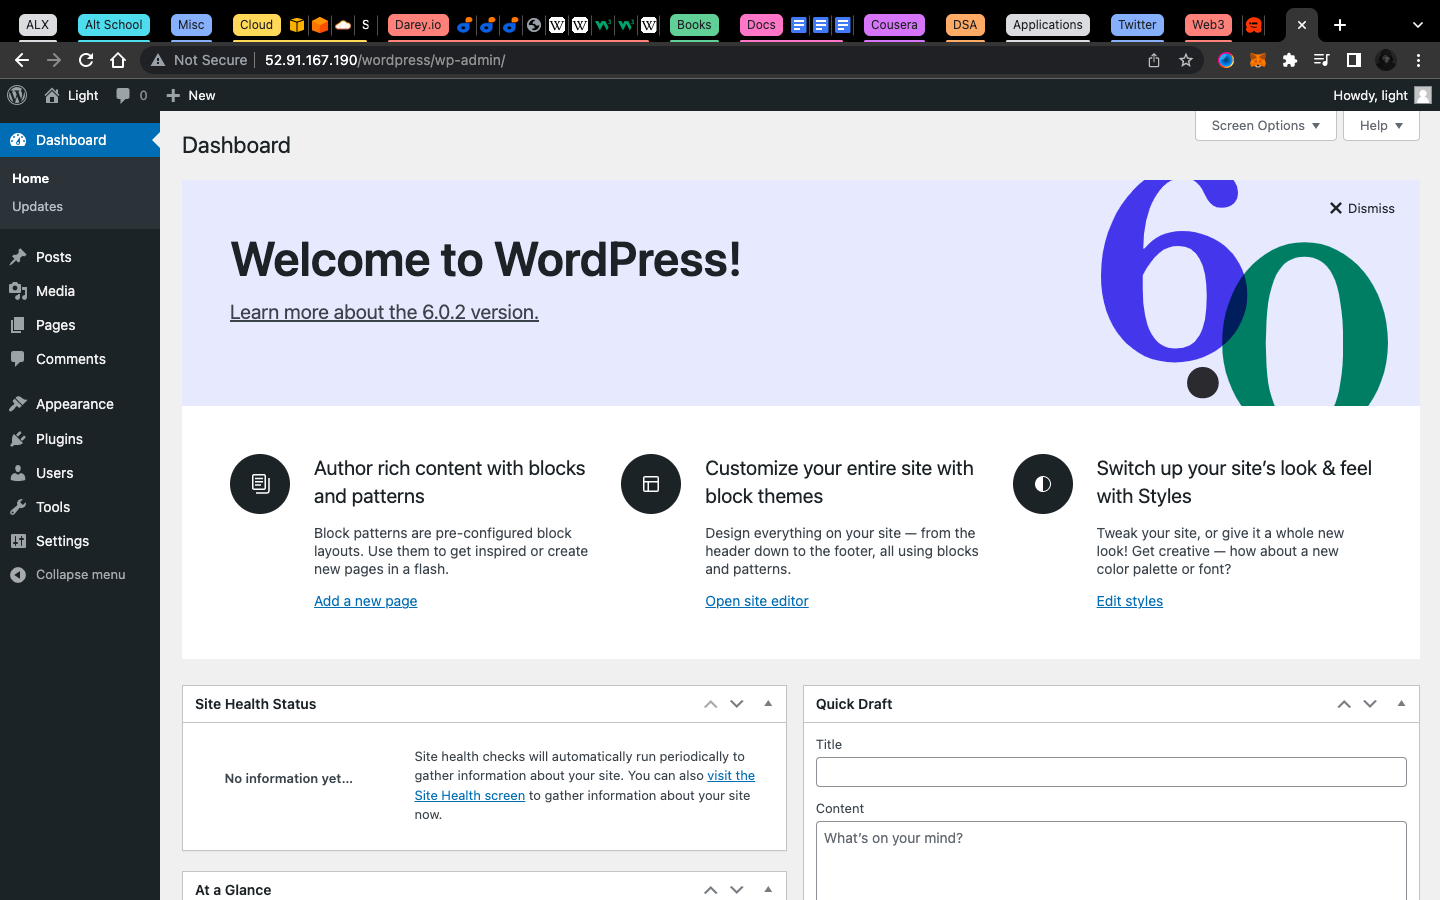 ALX
Alt School
Misc
Cloud
S
Darey.io
Books
Docs
Cousera
DSA
Applications
Twitter
Web3
Not Secure
52.91.167.190/wordpress/wp-admin/
Light
0
New
Howdy, light
Dashboard
Home
Updates
Posts
Media
Pages
Comments
Appearance
Plugins
Users
Tools
Settings
Collapse menu
Screen Options
Help
Dashboard
Dismiss
Welcome to WordPress!
Learn more about the 6.0.2 version.
6.0
Author rich content with blocks
and patterns
Block patterns are pre-configured block
layouts. Use them to get inspired or create
new pages in a flash.
Add a new page
Customize your entire site with
block themes
Design everything on your site — from the
header down to the footer, all using blocks
and patterns.
Open site editor
Switch up your site’s look & feel
with Styles
Tweak your site, or give it a whole new
look! Get creative — how about a new
color palette or font?
Edit styles
Site Health Status
No information yet…
Site health checks will automatically run periodically to
gather information about your site. You can also visit the
Site Health screen to gather information about your site
now.
At a Glance
Quick Draft
Title
Content
What’s on your mind?